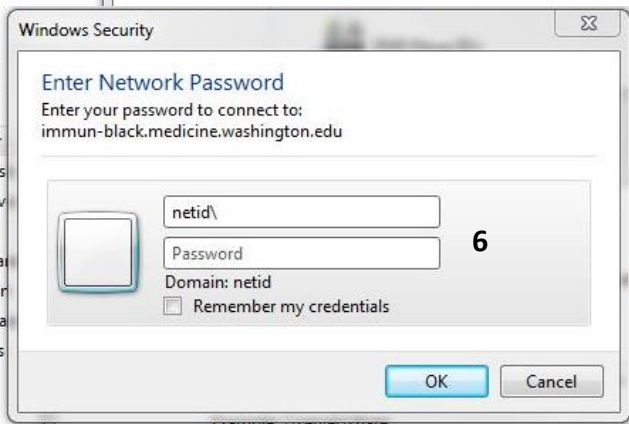 Windows Security
Enter Network Password
Enter your password to connect to:
immun-black.medicine.washington.edu
netid\
Password
6
Domain: netid
Remember my credentials
OK
Cancel